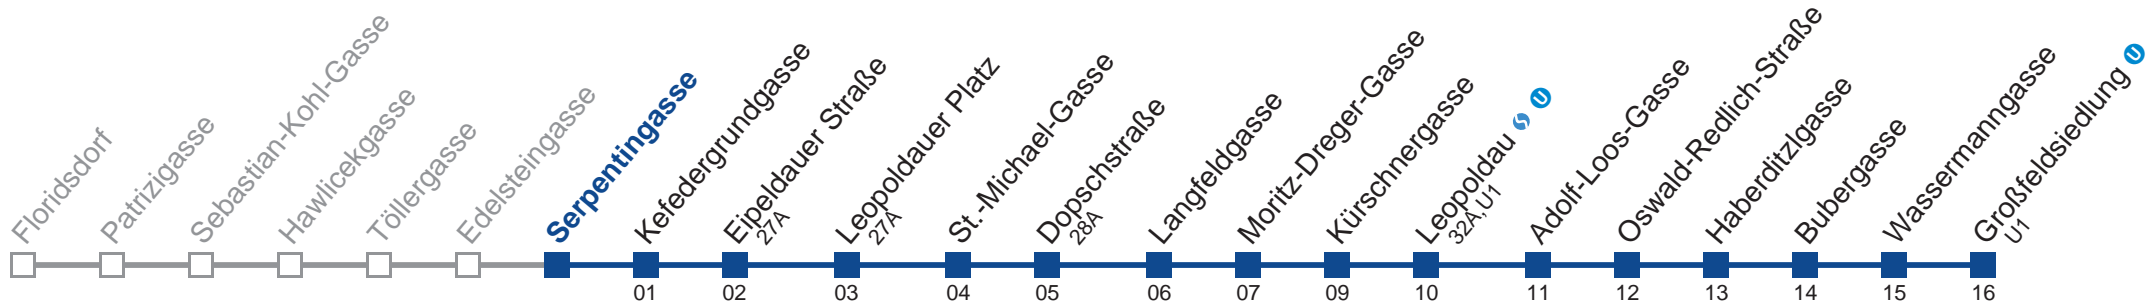 Floridsdorf
Patrizigasse
Sebastian-Kohl-Gasse
Hawlicekgasse
Töllergasse
Edelsteingasse
Serpentingasse
Kefedergrundgasse
01
Eipeldauer Straße
27A
02
Leopoldauer Platz
27A
03
St.-Michael-Gasse
04
Dopschstraße
28A
05
Langfeldgasse
06
Moritz-Dreger-Gasse
07
Kürschnergasse
09
Leopoldau S U
32A, U1
10
Adolf-Loos-Gasse
11
Oswald-Redlich-Straße
12
Haberditzlgasse
13
Bubergasse
14
Wassermanngasse
15
Großfeldsiedlung U
U1
16